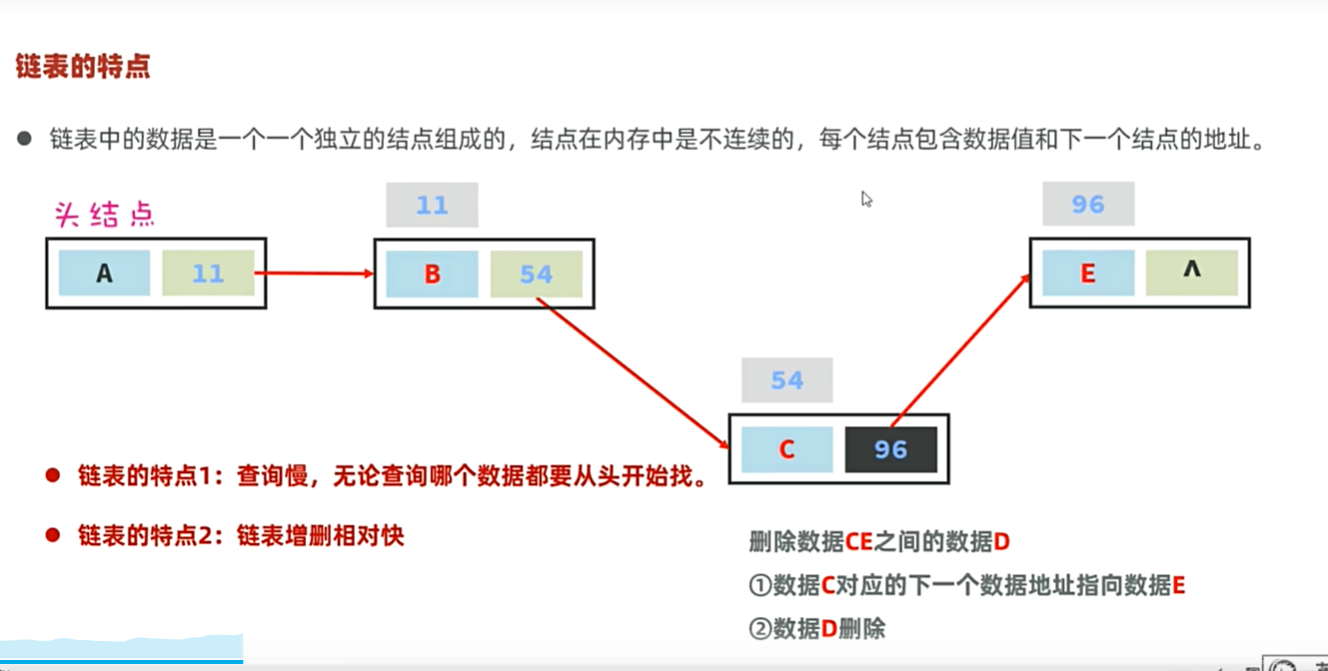 链表的特点
● 链表中的数据是一个一个独立的结点组成的，结点在内存中是不连续的，每个结点包含数据值和下一个结点的地址。
头结点
11
96
A 11
B 54
E ∧
54
C 96
● 链表的特点1：查询慢，无论查询哪个数据都要从头开始找。
● 链表的特点2：链表增删相对快
删除数据CE之间的数据D
①数据C对应的下一个数据地址指向数据E
②数据D删除